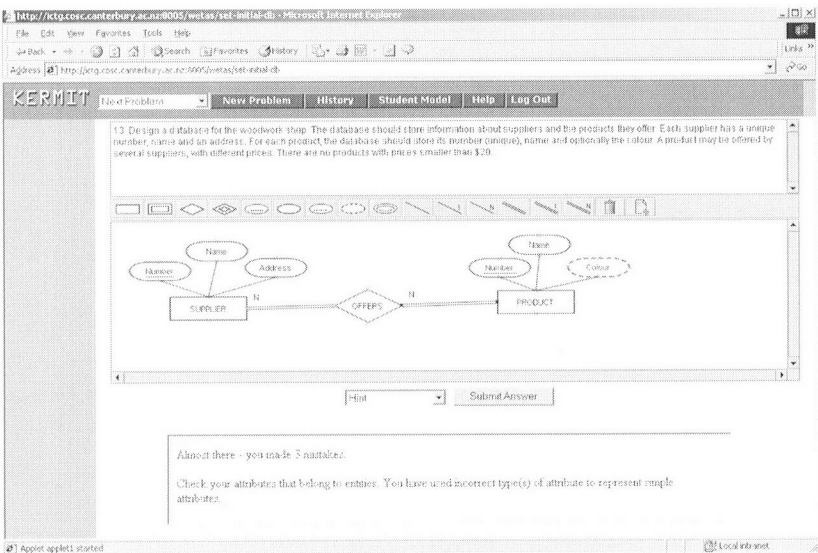 http://ictg.cosc.canterbury.ac.nz:8005/wetas/set-initial-db - Microsoft Internet Explorer
File Edit View Favorites Tools Help
Back Search Favorites History
Links »
Address http://ictg.cosc.canterbury.ac.nz:8005/wetas/set-initial-db Go
KERMIT Next Problem New Problem History Student Model Help Log Out
13. Design a database for the woodwork shop. The database should store information about suppliers and the products they offer. Each supplier has a unique
number, name and an address. For each product, the database should store its number (unique), name and optionally the colour. A product may be offered by
several suppliers, with different prices. There are no products with prices smaller than $20.
1 N 1 N
Name Name
Number Address Number Colour
SUPPLIER N OFFERS N PRODUCT
Hint Submit Answer
Almost there - you made 3 mistakes.
Check your attributes that belong to entities. You have used incorrect type(s) of attribute to represent simple
attributes.
Applet applet1 started Local intranet